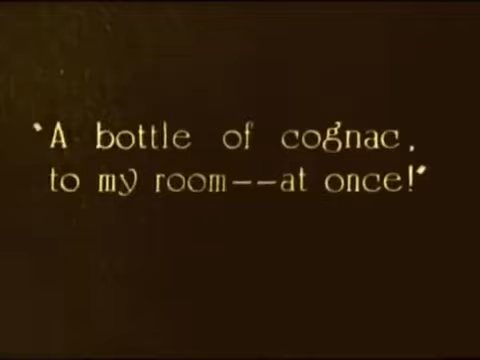 "A bottle of cognac,
to my room--at once!"